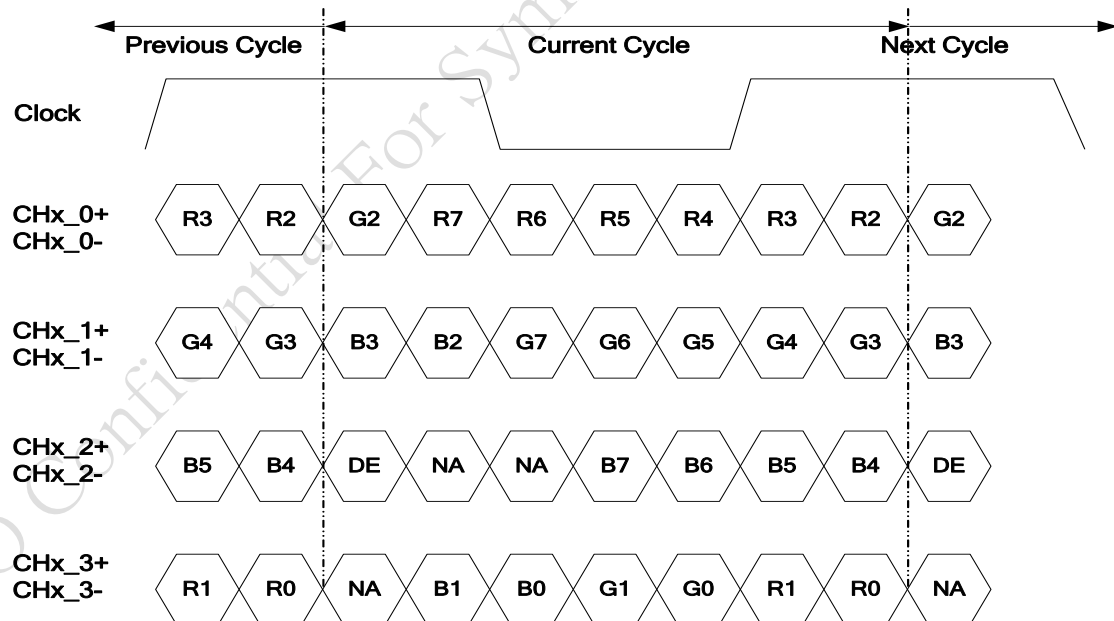 Previous Cycle Current Cycle Next Cycle
Clock
CHx_0+
CHx_0-
R3 R2 G2 R7 R6 R5 R4 R3 R2 G2
CHx_1+
CHx_1-
G4 G3 B3 B2 G7 G6 G5 G4 G3 B3
CHx_2+
CHx_2-
B5 B4 DE NA NA B7 B6 B5 B4 DE
CHx_3+
CHx_3-
R1 R0 NA B1 B0 G1 G0 R1 R0 NA
Confidential For